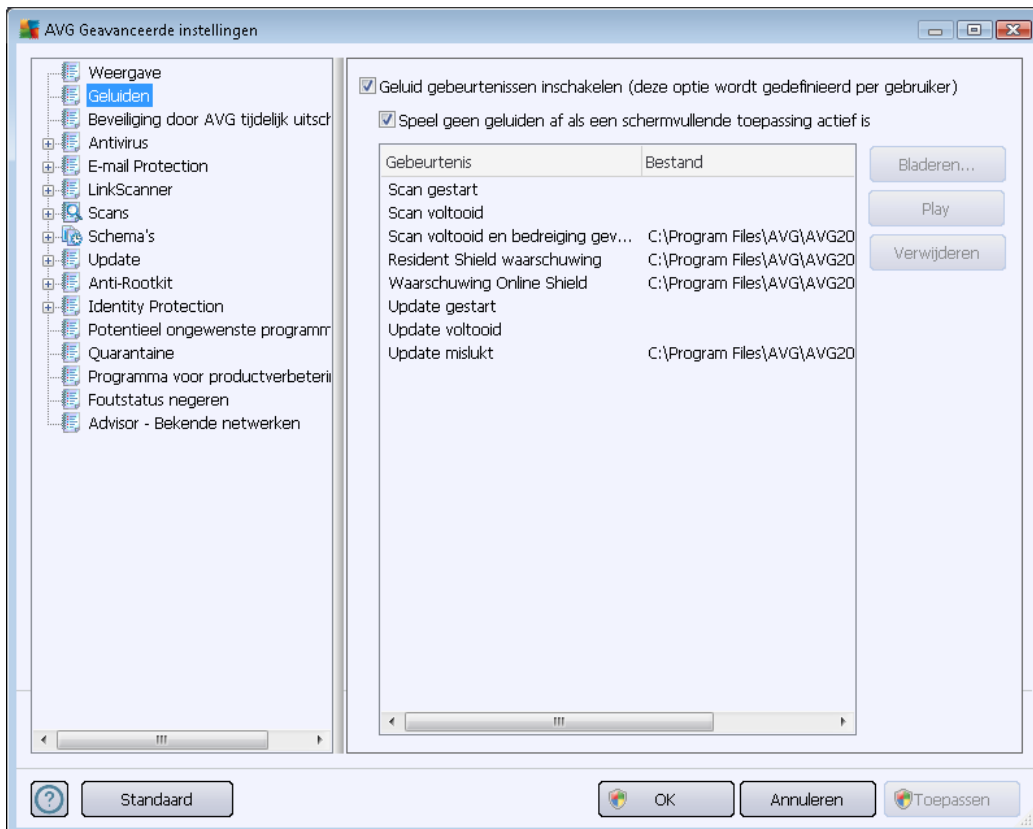 AVG Geavanceerde instellingen
Weergave
Geluiden
Beveiliging door AVG tijdelijk uitsch
Antivirus
E-mail Protection
LinkScanner
Scans
Schema's
Update
Anti-Rootkit
Identity Protection
Potentieel ongewenste programm
Quarantaine
Programma voor productverbeterin
Foutstatus negeren
Advisor - Bekende netwerken
Geluid gebeurtenissen inschakelen (deze optie wordt gedefinieerd per gebruiker)
Speel geen geluiden af als een schermvullende toepassing actief is
Gebeurtenis Bestand
Scan gestart
Scan voltooid
Scan voltooid en bedreiging gev... C:\Program Files\AVG\AVG20
Resident Shield waarschuwing C:\Program Files\AVG\AVG20
Waarschuwing Online Shield C:\Program Files\AVG\AVG20
Update gestart
Update voltooid
Update mislukt C:\Program Files\AVG\AVG20
Bladeren...
Play
Verwijderen
Standaard
OK
Annuleren
Toepassen